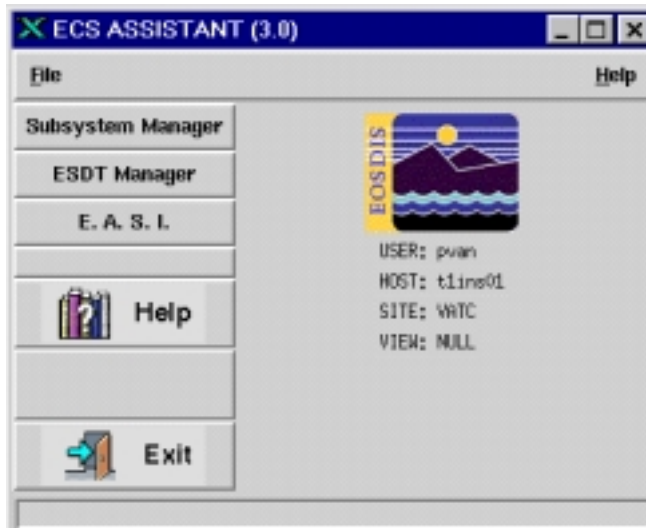 ECS ASSISTANT (3.0)
File Help
Subsystem Manager
ESDT Manager
E. A. S. I.
Help
Exit
EOSDIS
USER: pvan
HOST: t1ins01
SITE: VATC
VIEW: NULL